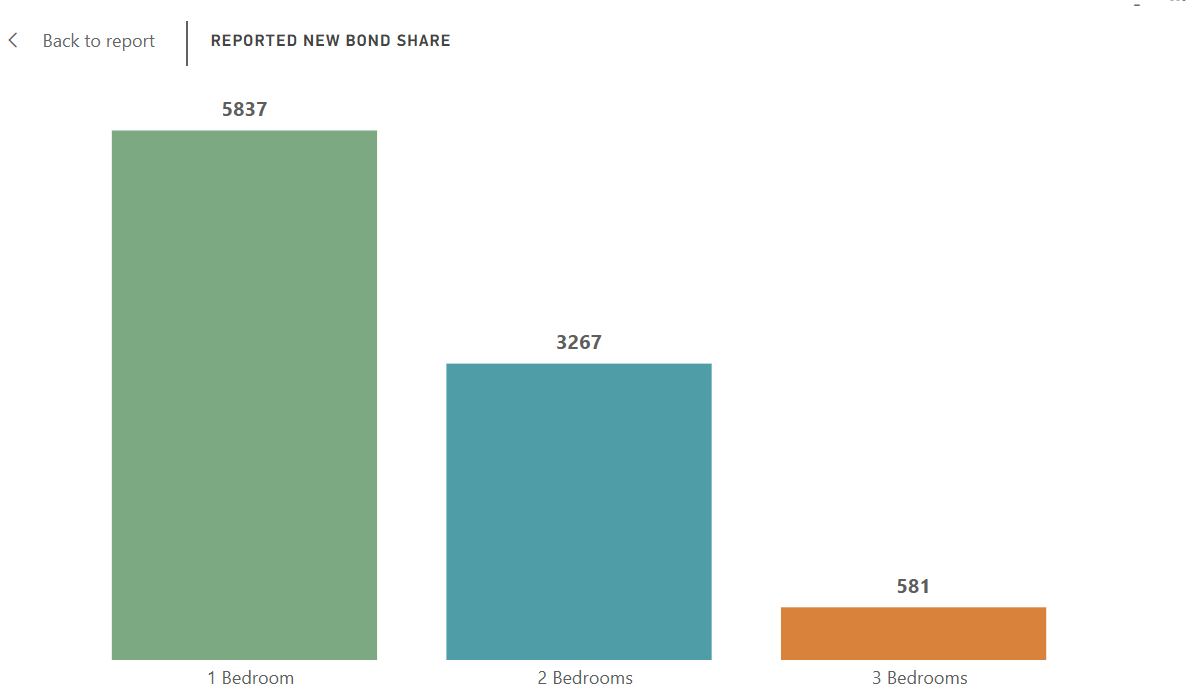 Back to report
REPORTED NEW BOND SHARE
5837
3267
581
1 Bedroom
2 Bedrooms
3 Bedrooms